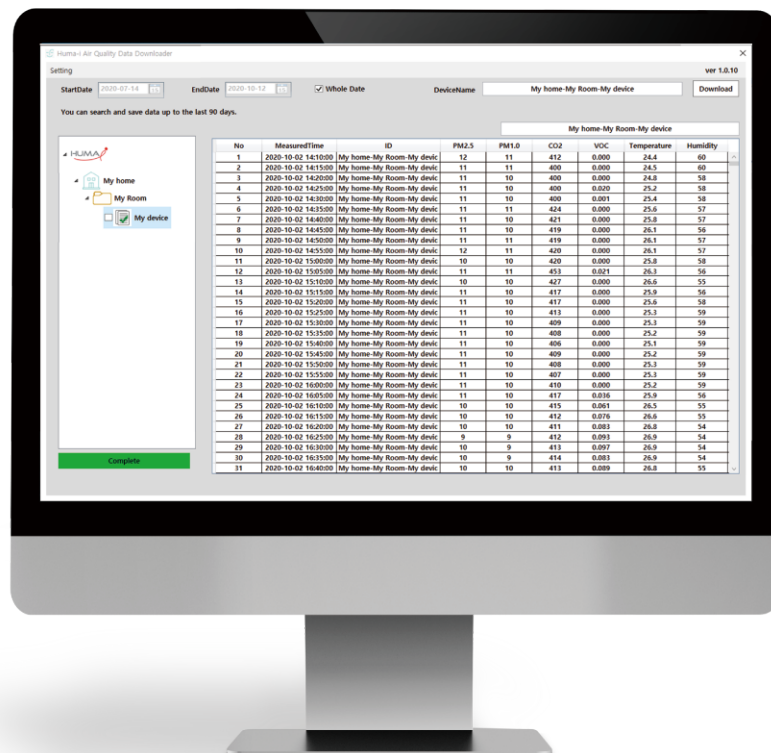 Huma-i Air Quality Data Downloader
Setting ver 1.0.10
StartDate 2020-07-14 EndDate 2020-10-12 Whole Date DeviceName My home-My Room-My device Download
You can search and save data up to the last 90 days.
My home-My Room-My device
HUMA
My home
My Room
My device
Complete
No MeasuredTime ID PM2.5 PM1.0 CO2 VOC Temperature Humidity
1 2020-10-02 14:10:00 My home-My Room-My devic 12 11 412 0.000 24.4 60
2 2020-10-02 14:15:00 My home-My Room-My devic 11 11 400 0.000 24.5 60
3 2020-10-02 14:20:00 My home-My Room-My devic 11 10 400 0.000 24.8 58
4 2020-10-02 14:25:00 My home-My Room-My devic 11 10 400 0.020 25.2 58
5 2020-10-02 14:30:00 My home-My Room-My devic 11 10 400 0.001 25.4 58
6 2020-10-02 14:35:00 My home-My Room-My devic 11 11 424 0.000 25.6 57
7 2020-10-02 14:40:00 My home-My Room-My devic 11 10 421 0.000 25.8 57
8 2020-10-02 14:45:00 My home-My Room-My devic 11 10 419 0.000 26.1 56
9 2020-10-02 14:50:00 My home-My Room-My devic 11 11 419 0.000 26.1 57
10 2020-10-02 14:55:00 My home-My Room-My devic 12 11 420 0.000 26.1 57
11 2020-10-02 15:00:00 My home-My Room-My devic 10 10 420 0.000 25.8 58
12 2020-10-02 15:05:00 My home-My Room-My devic 11 11 453 0.021 26.3 56
13 2020-10-02 15:10:00 My home-My Room-My devic 10 10 427 0.000 26.6 55
14 2020-10-02 15:15:00 My home-My Room-My devic 11 10 417 0.000 25.9 56
15 2020-10-02 15:20:00 My home-My Room-My devic 11 10 417 0.000 25.6 58
16 2020-10-02 15:25:00 My home-My Room-My devic 11 10 413 0.000 25.3 59
17 2020-10-02 15:30:00 My home-My Room-My devic 11 10 409 0.000 25.3 59
18 2020-10-02 15:35:00 My home-My Room-My devic 11 10 408 0.000 25.2 59
19 2020-10-02 15:40:00 My home-My Room-My devic 11 10 406 0.000 25.1 59
20 2020-10-02 15:45:00 My home-My Room-My devic 11 10 409 0.000 25.2 59
21 2020-10-02 15:50:00 My home-My Room-My devic 11 10 408 0.000 25.3 59
22 2020-10-02 15:55:00 My home-My Room-My devic 11 10 407 0.000 25.3 59
23 2020-10-02 16:00:00 My home-My Room-My devic 11 10 410 0.000 25.2 59
24 2020-10-02 16:05:00 My home-My Room-My devic 11 10 417 0.036 25.9 56
25 2020-10-02 16:10:00 My home-My Room-My devic 10 10 415 0.061 26.5 55
26 2020-10-02 16:15:00 My home-My Room-My devic 10 10 412 0.076 26.6 55
27 2020-10-02 16:20:00 My home-My Room-My devic 10 10 411 0.083 26.8 54
28 2020-10-02 16:25:00 My home-My Room-My devic 9 9 412 0.093 26.9 54
29 2020-10-02 16:30:00 My home-My Room-My devic 10 9 413 0.097 26.9 54
30 2020-10-02 16:35:00 My home-My Room-My devic 10 9 414 0.083 26.9 54
31 2020-10-02 16:40:00 My home-My Room-My devic 10 10 413 0.089 26.8 55